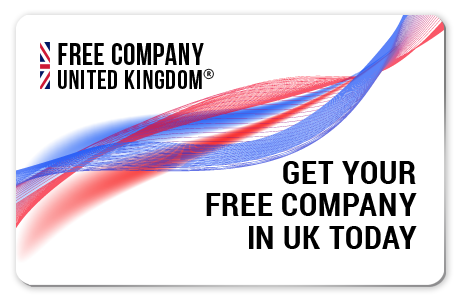 FREE COMPANY
UNITED KINGDOM®
GET YOUR
FREE COMPANY
IN UK TODAY